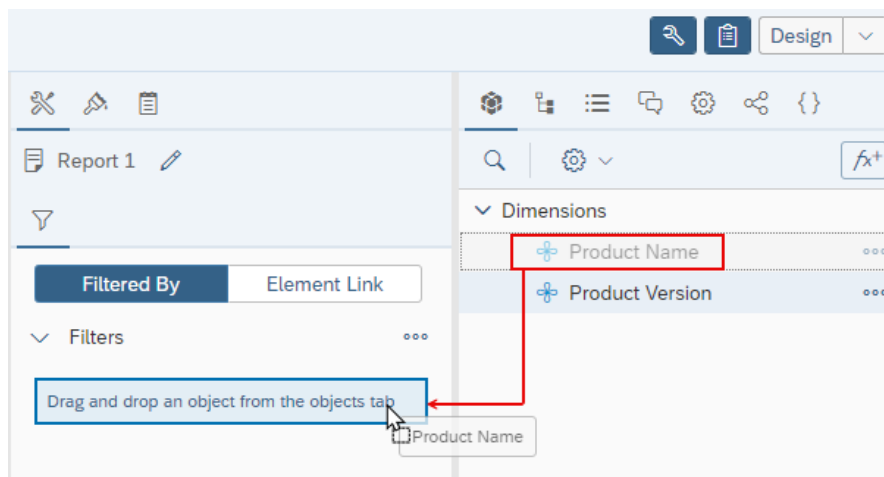 Design
Report 1
fx+
Dimensions
Product Name
Filtered By
Element Link
Product Version
Filters
Drag and drop an object from the objects tab
Product Name